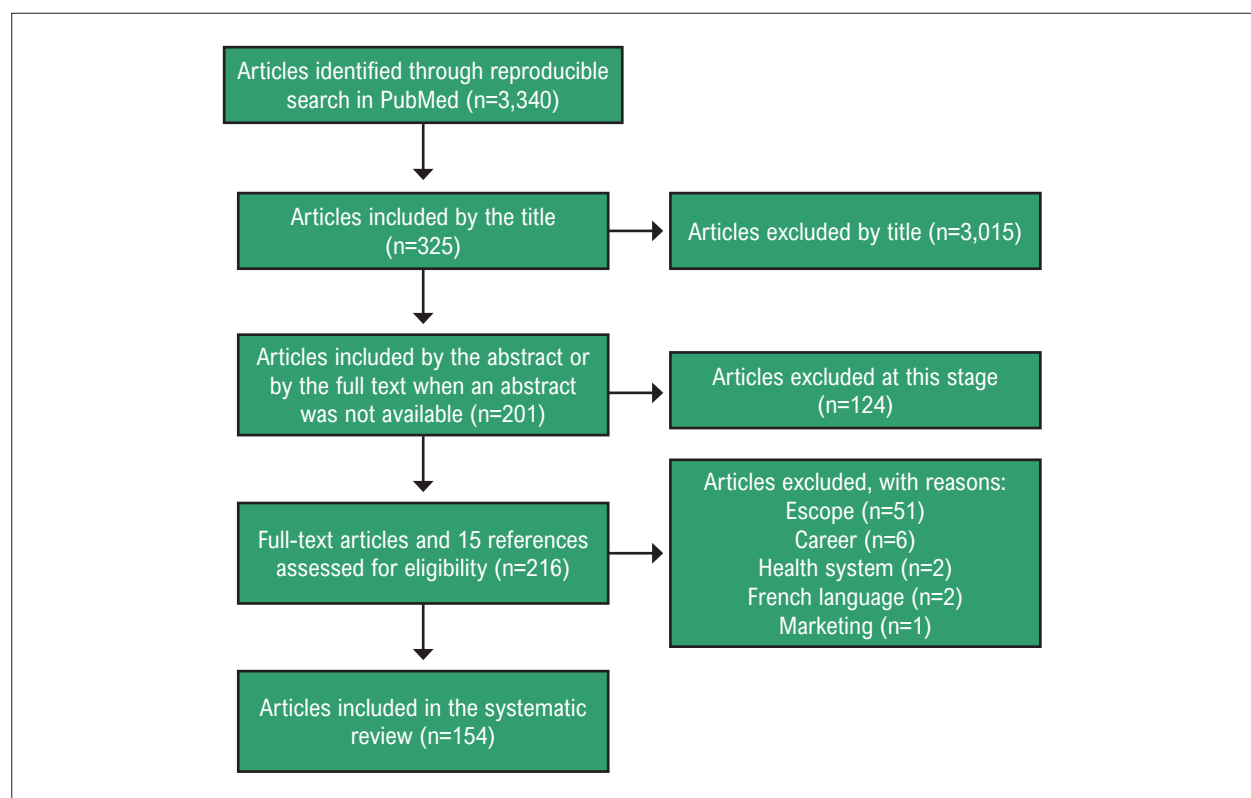 Articles identified through reproducible
search in PubMed (n=3,340)
Articles included by the title
(n=325)
Articles excluded by title (n=3,015)
Articles included by the abstract or
by the full text when an abstract
was not available (n=201)
Articles excluded at this stage
(n=124)
Full-text articles and 15 references
assessed for eligibility (n=216)
Articles excluded, with reasons:
Escope (n=51)
Career (n=6)
Health system (n=2)
French language (n=2)
Marketing (n=1)
Articles included in the systematic
review (n=154)